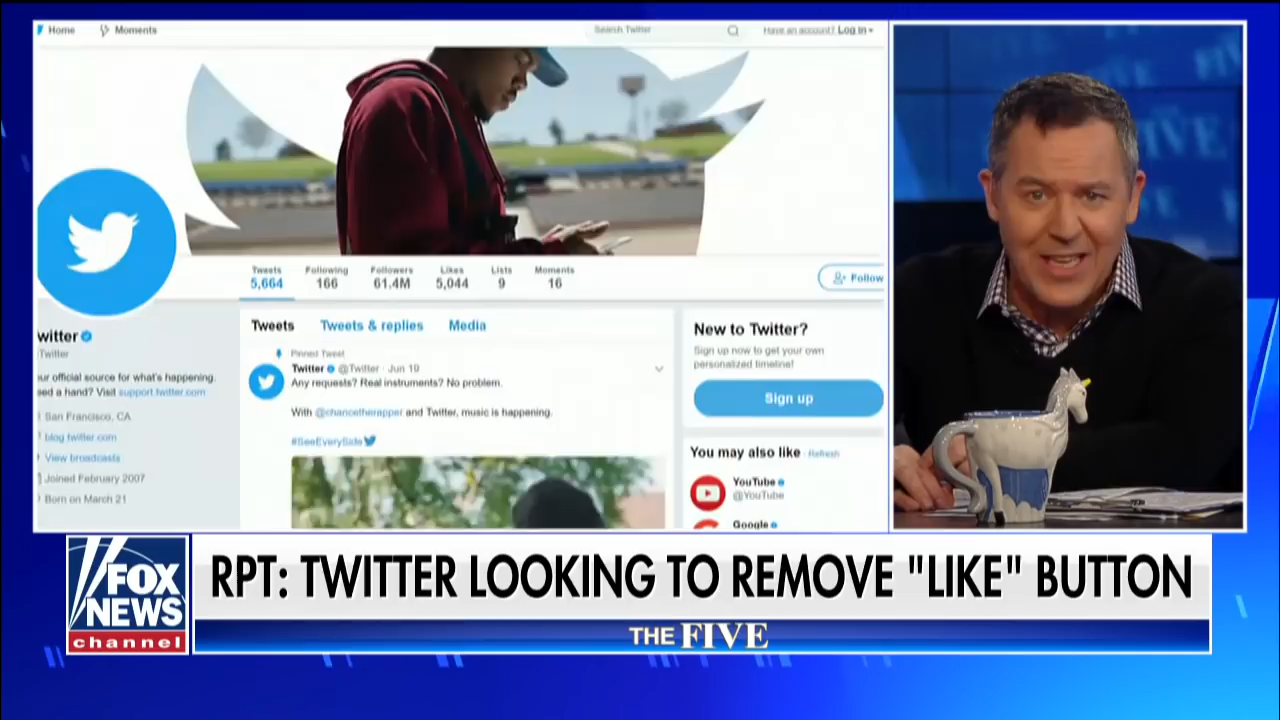 Home Moments Search Twitter Have an account? Log in
Tweets Following Followers Likes Lists Moments
5,664 166 61.4M 5,044 9 16
Follow
witter
Twitter
ur official source for what's happening.
eed a hand? Visit support.twitter.com
San Francisco, CA
blog.twitter.com
View broadcasts
Joined February 2007
Born on March 21
Tweets Tweets & replies Media
Pinned Tweet
Twitter @Twitter · Jun 19
Any requests? Real instruments? No problem.
With @chancetherapper and Twitter, music is happening.
#SeeEverySide
New to Twitter?
Sign up now to get your own
personalized timeline!
Sign up
You may also like · Refresh
YouTube
@YouTube
Google
FIVE
IVE
FOX
NEWS
channel
RPT: TWITTER LOOKING TO REMOVE "LIKE" BUTTON
THE FIVE